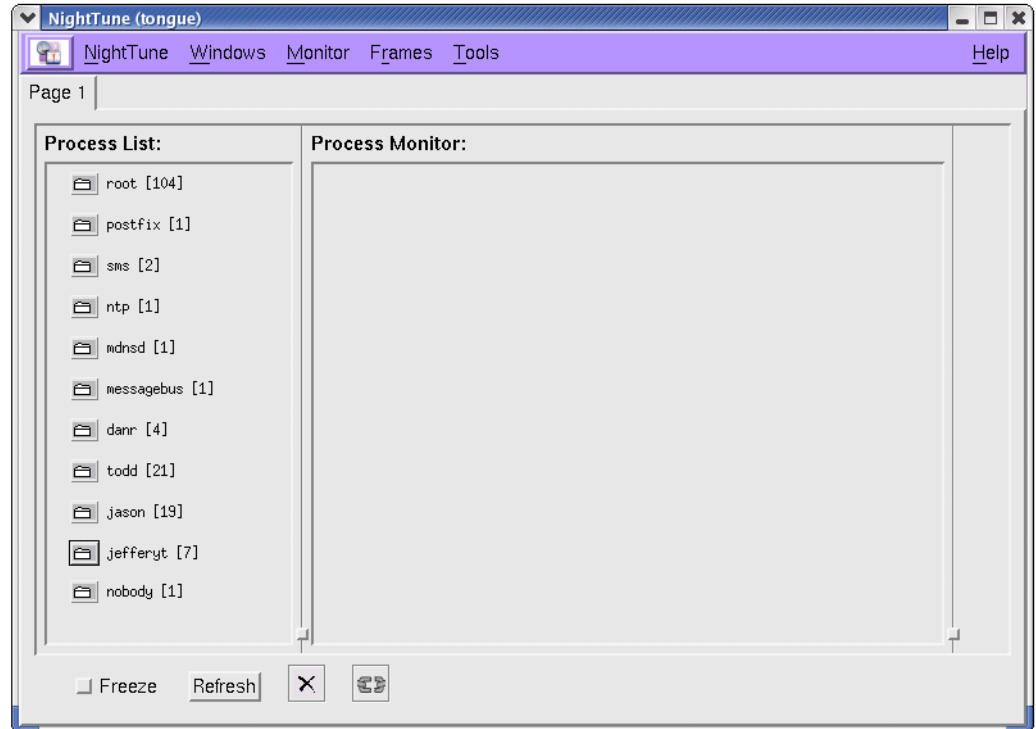 NightTune (tongue)
NightTune Windows Monitor Frames Tools Help
Page 1
Process List:
Process Monitor:
root [104]
postfix [1]
sms [2]
ntp [1]
mdnsd [1]
messagebus [1]
danr [4]
todd [21]
jason [19]
jefferyt [7]
nobody [1]
Freeze Refresh